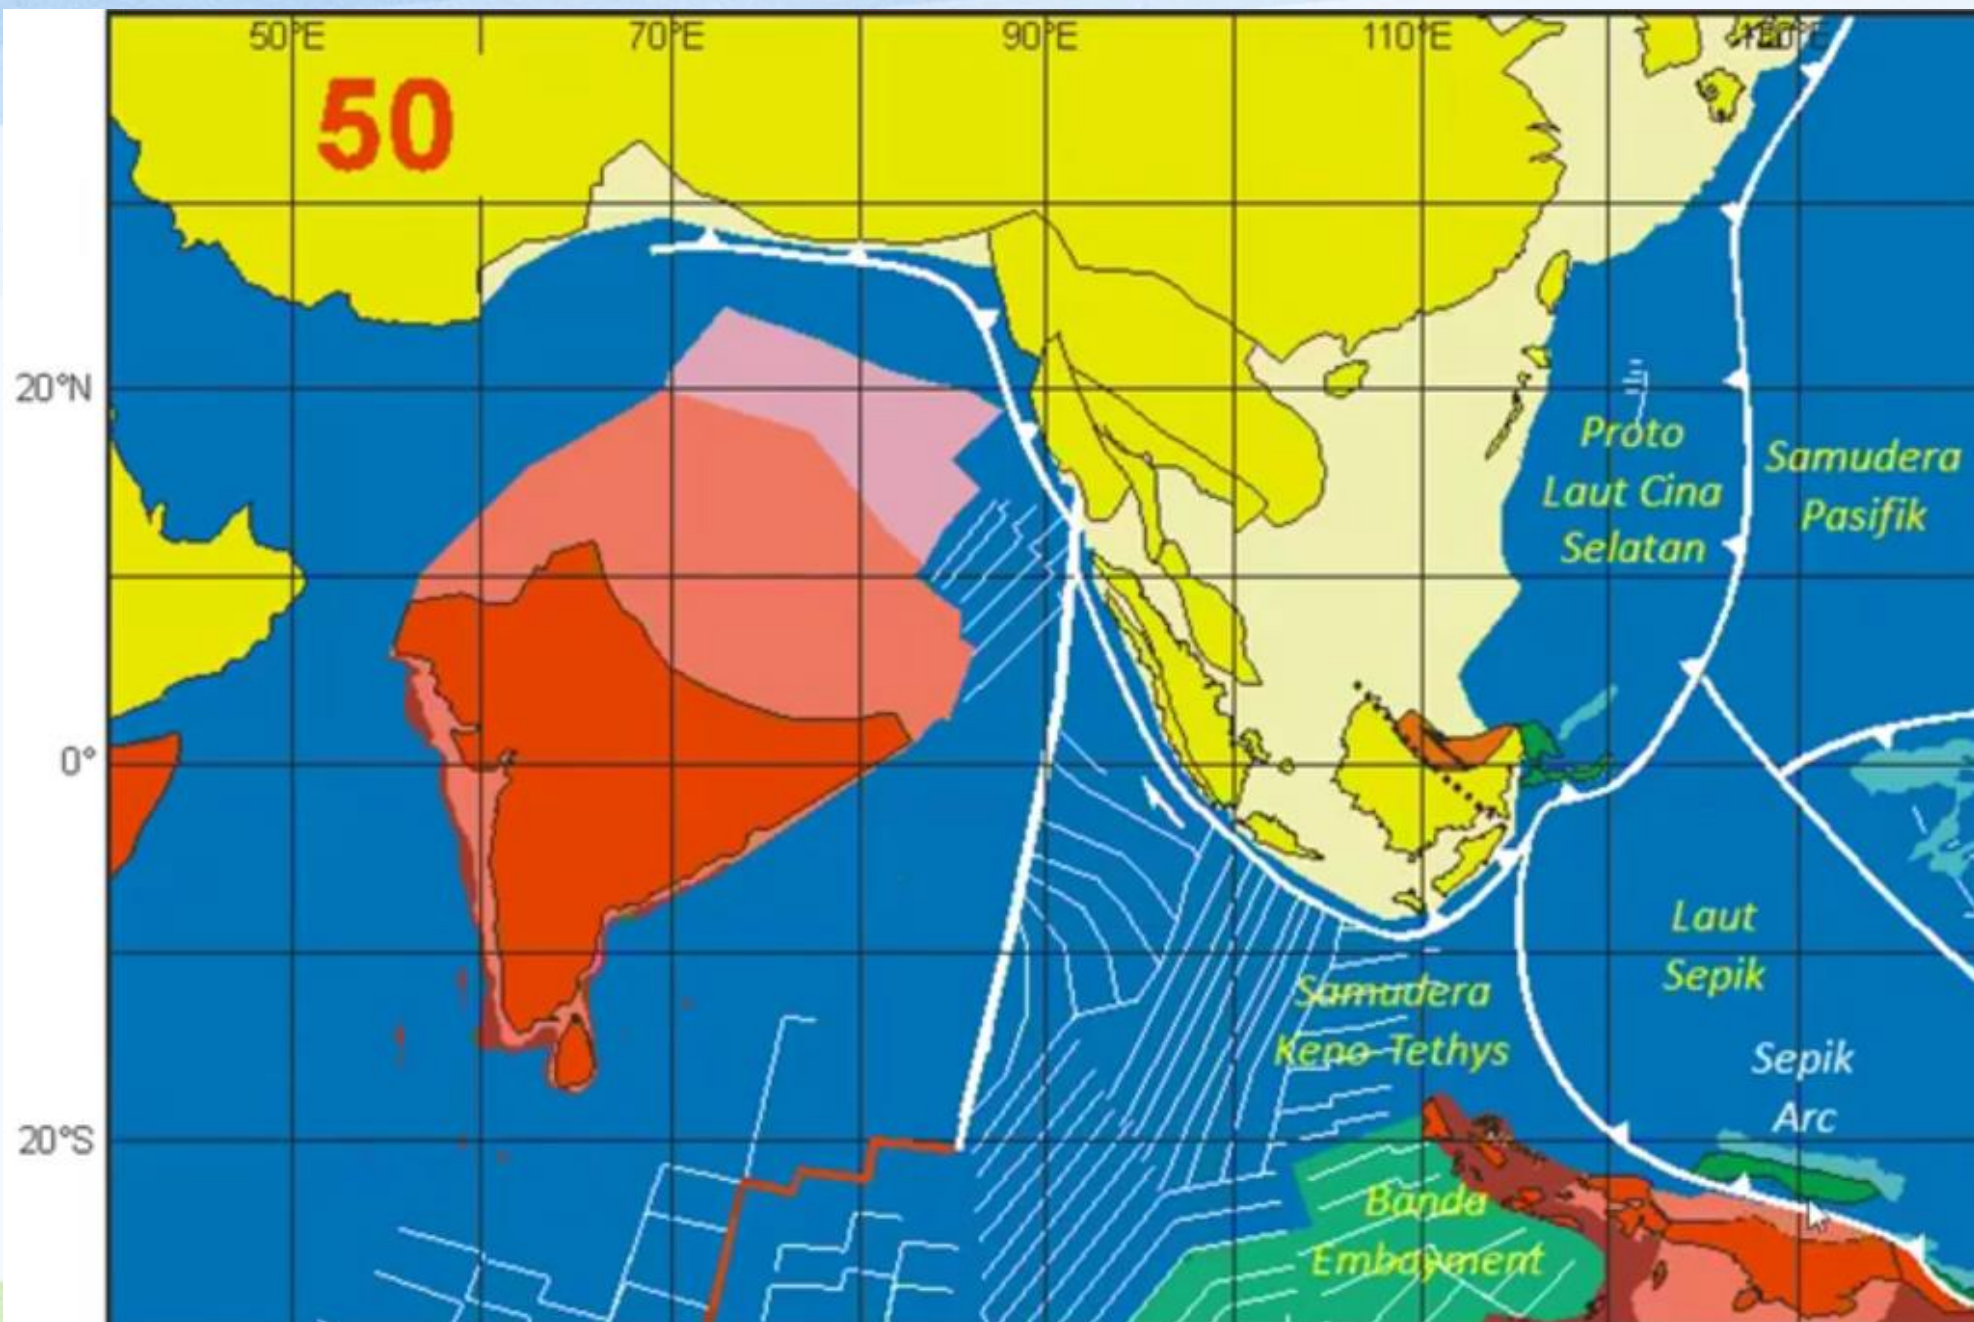 50°E 70°E 90°E 110°E 130°E
50
20°N
Proto
Laut Cina
Selatan
Samudera
Pasifik
0°
Laut
Sepik
Samudera
Keno-Tethys
Sepik
Arc
20°S
Banda
Embayment